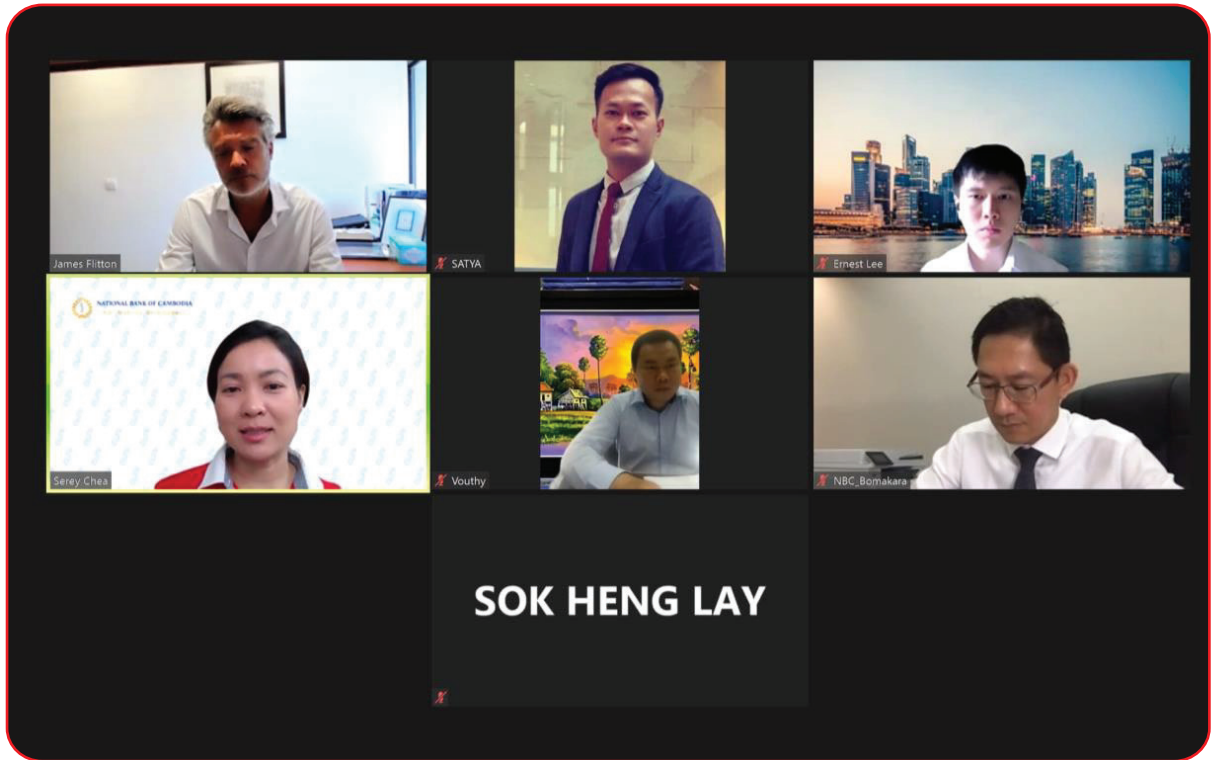 James Flitton
SATYA
Ernest Lee
NATIONAL BANK OF CAMBODIA
Serey Chea
Vouthy
NBC_Bomakara
SOK HENG LAY